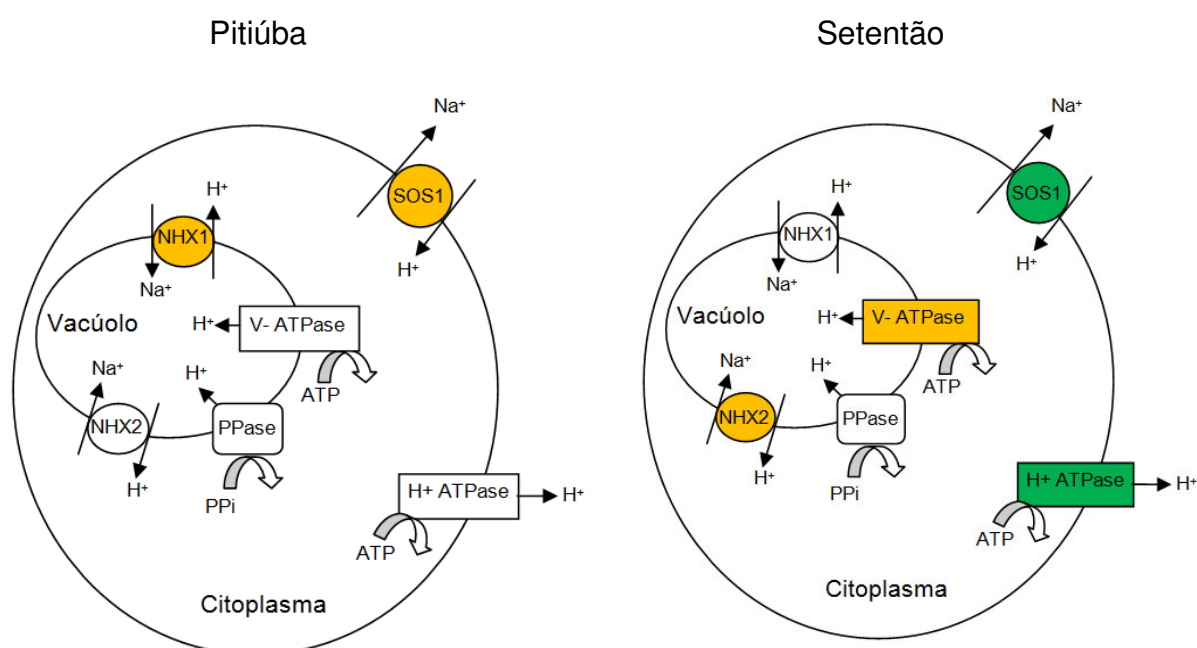 Pitiúba
Na⁺
SOS1
H⁺
H⁺
NHX1
Na⁺
Vacúolo
H⁺
V- ATPase
ATP
Na⁺
NHX2
H⁺
H⁺
PPase
PPi
H+ ATPase
H⁺
ATP
Citoplasma
Setentão
Na⁺
SOS1
H⁺
H⁺
NHX1
Na⁺
Vacúolo
H⁺
V- ATPase
ATP
Na⁺
NHX2
H⁺
H⁺
PPase
PPi
H+ ATPase
H⁺
ATP
Citoplasma